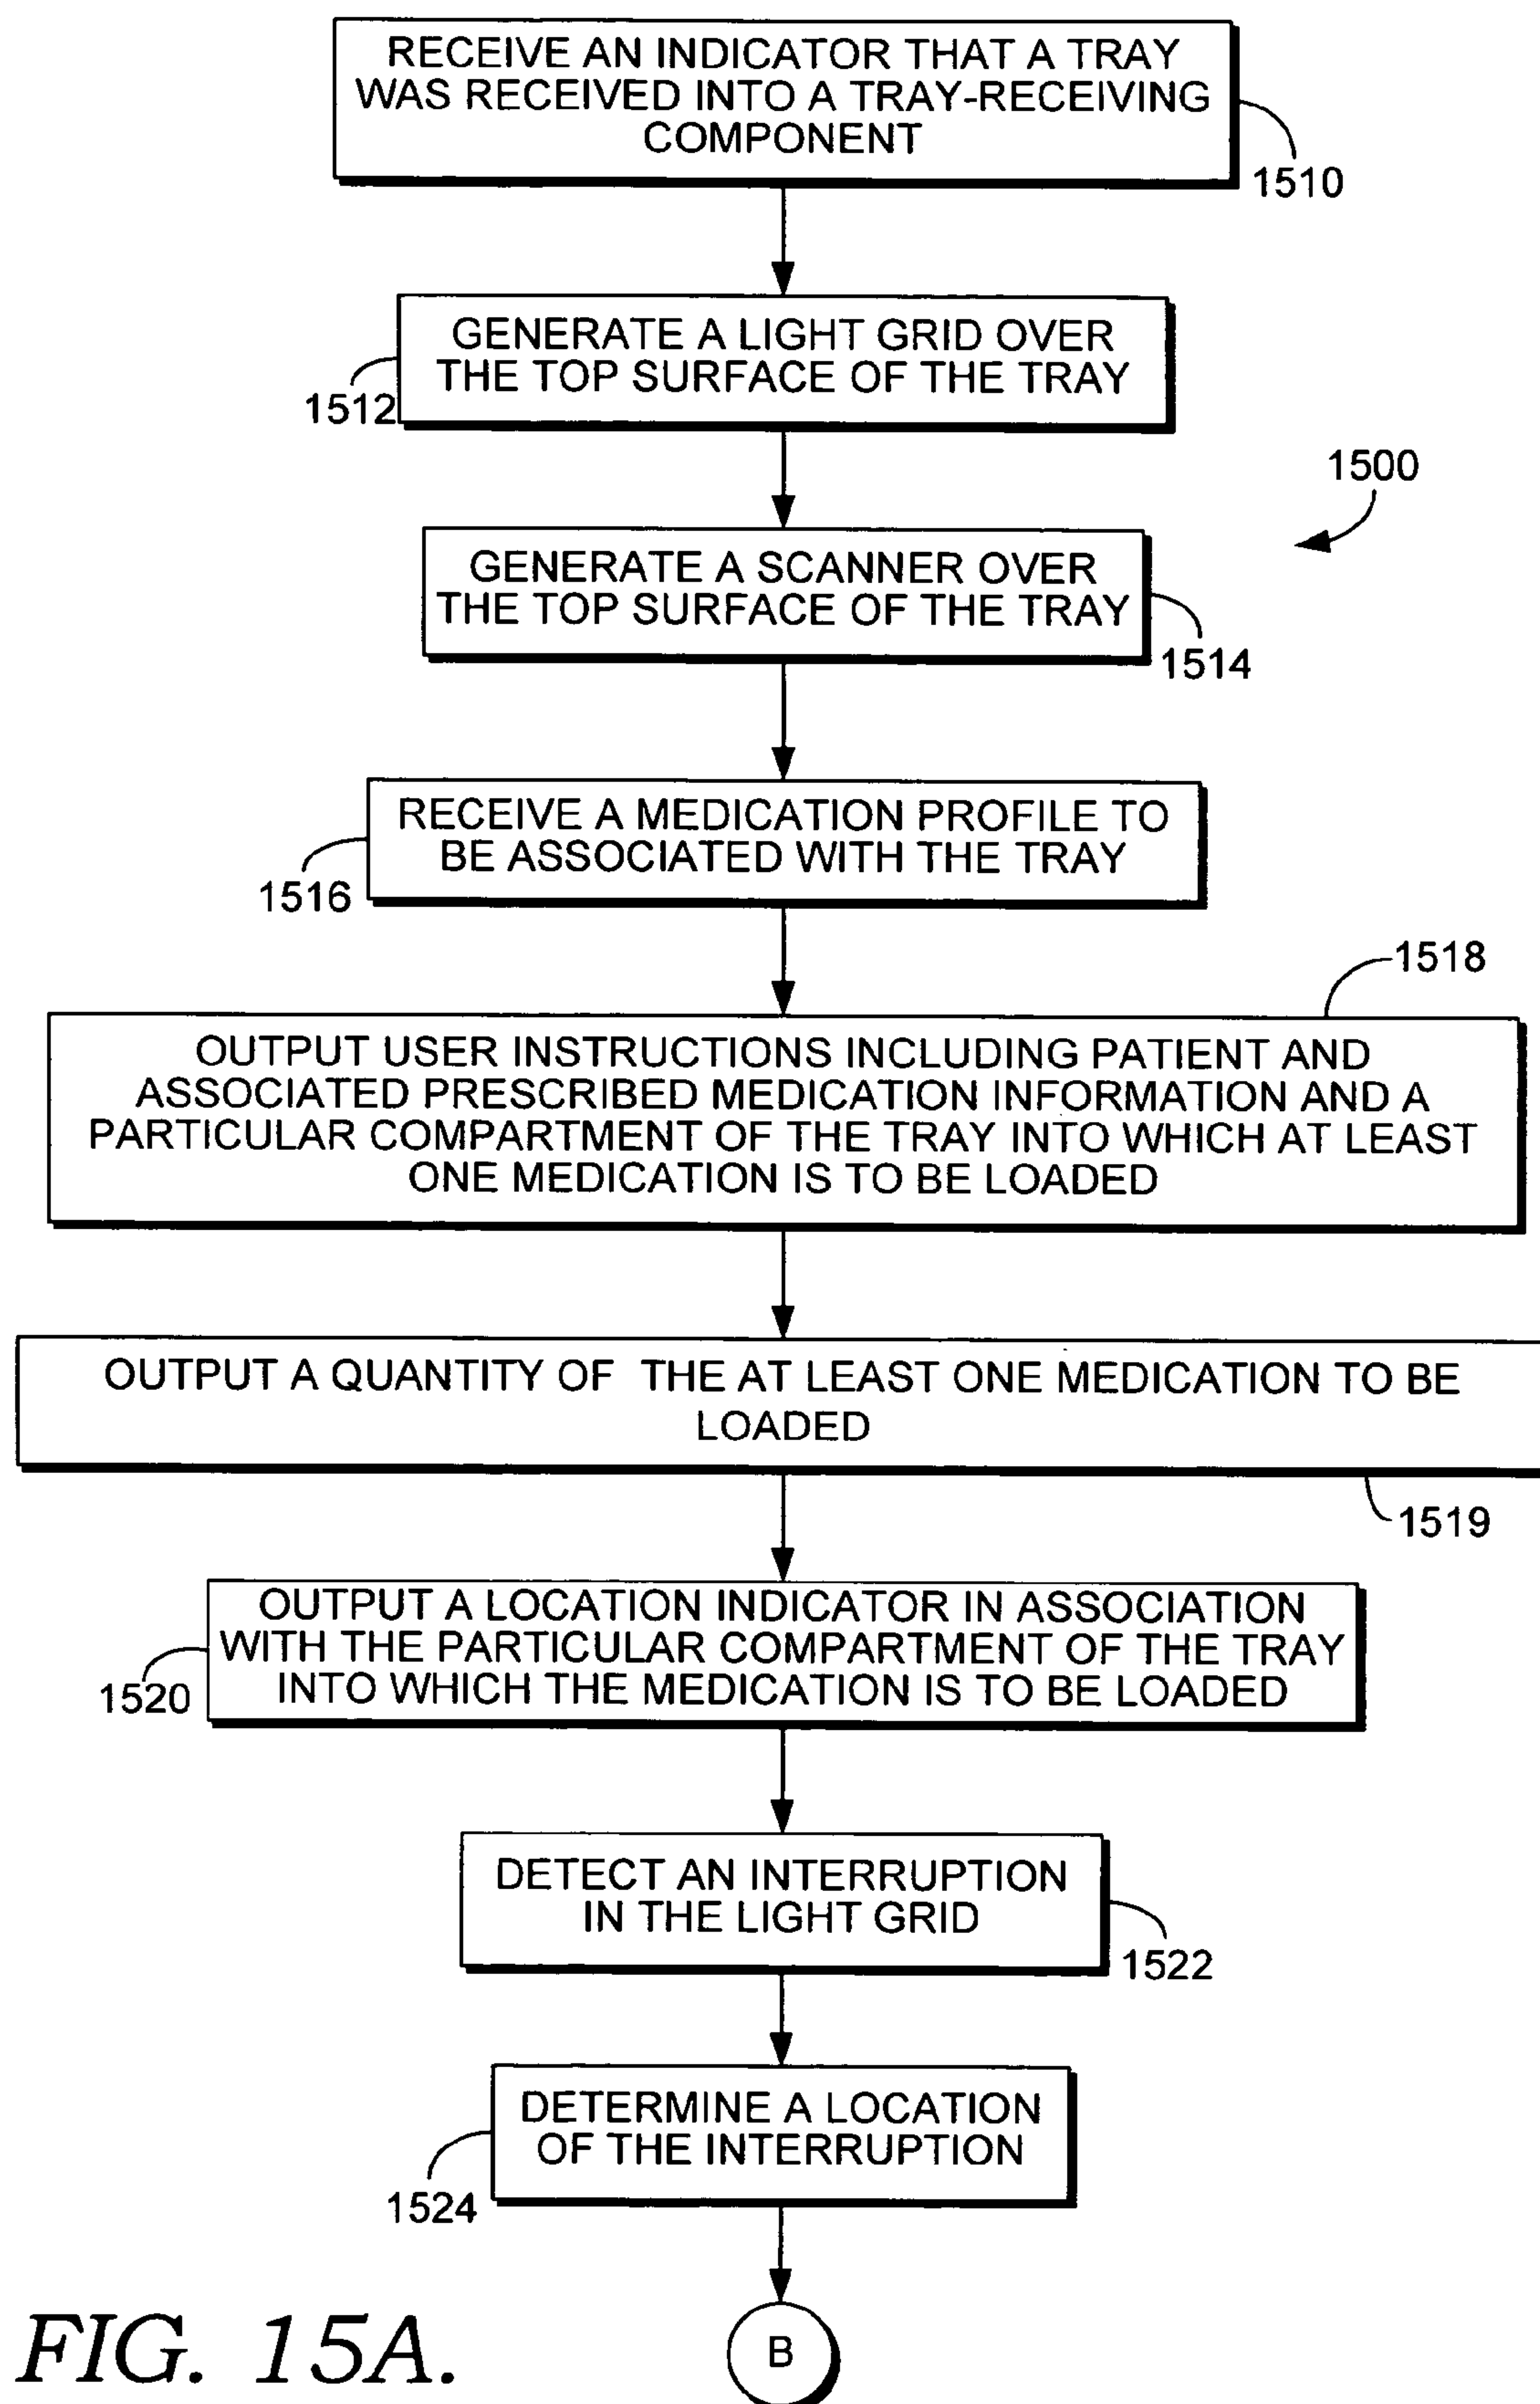 RECEIVE AN INDICATOR THAT A TRAY
WAS RECEIVED INTO A TRAY-RECEIVING
COMPONENT
1510
GENERATE A LIGHT GRID OVER
THE TOP SURFACE OF THE TRAY
1512
1500
GENERATE A SCANNER OVER
THE TOP SURFACE OF THE TRAY
1514
RECEIVE A MEDICATION PROFILE TO
BE ASSOCIATED WITH THE TRAY
1516
1518
OUTPUT USER INSTRUCTIONS INCLUDING PATIENT AND
ASSOCIATED PRESCRIBED MEDICATION INFORMATION AND A
PARTICULAR COMPARTMENT OF THE TRAY INTO WHICH AT LEAST
ONE MEDICATION IS TO BE LOADED
OUTPUT A QUANTITY OF THE AT LEAST ONE MEDICATION TO BE
LOADED
1519
OUTPUT A LOCATION INDICATOR IN ASSOCIATION
WITH THE PARTICULAR COMPARTMENT OF THE TRAY
INTO WHICH THE MEDICATION IS TO BE LOADED
1520
DETECT AN INTERRUPTION
IN THE LIGHT GRID
1522
DETERMINE A LOCATION
OF THE INTERRUPTION
1524
B
FIG. 15A.